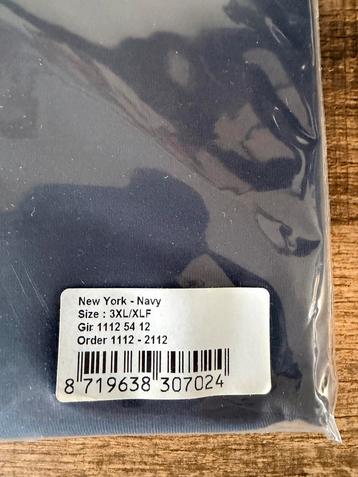 New York - Navy
Size : 3XL/XLF
Gir 1112 54 12
Order 1112 - 2112
8 719638 307024